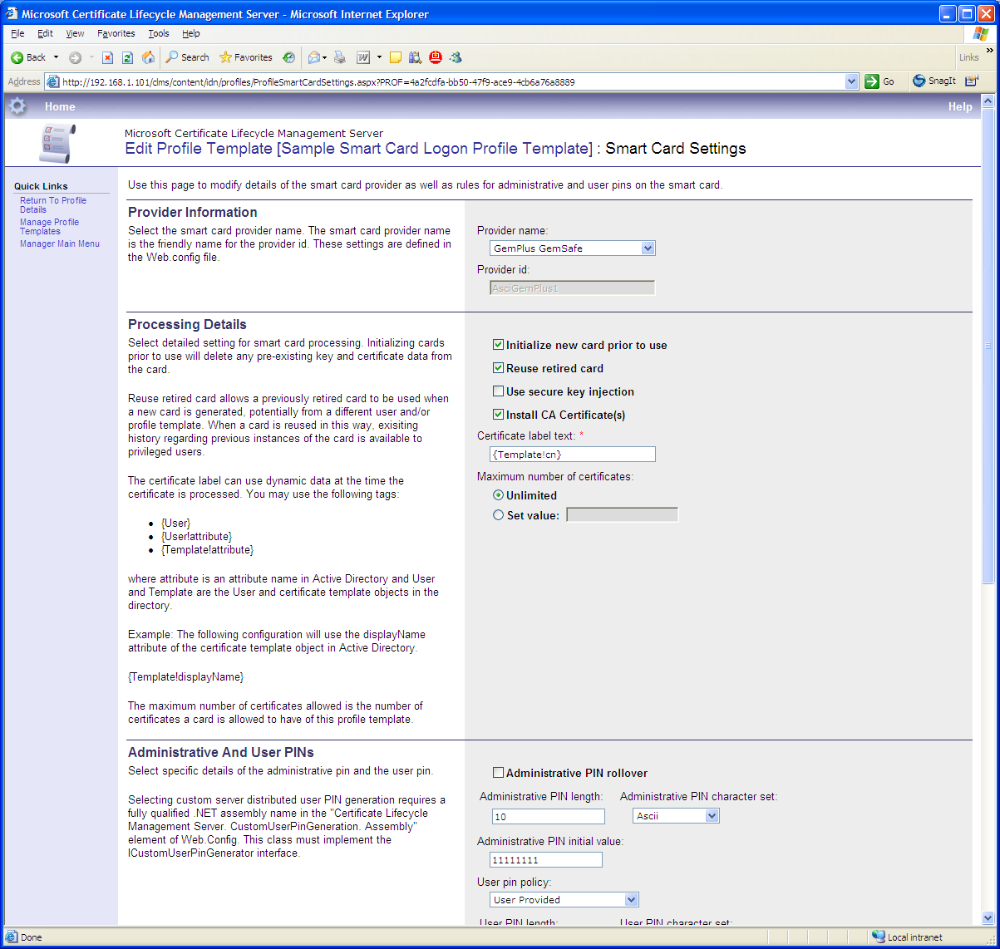 Microsoft Certificate Lifecycle Management Server - Microsoft Internet Explorer
File Edit View Favorites Tools Help
Back Search Favorites Links
Address http://192.168.1.101/clms/content/idn/profiles/ProfileSmartCardSettings.aspx?PROF=4a2fcdfa-bb50-47f9-ace9-4cb6a76a8889 Go SnagIt
Home Help
Microsoft Certificate Lifecycle Management Server
Edit Profile Template [Sample Smart Card Logon Profile Template] : Smart Card Settings
Quick Links
Return To Profile
Details
Manage Profile
Templates
Manager Main Menu
Use this page to modify details of the smart card provider as well as rules for administrative and user pins on the smart card.
Provider Information
Select the smart card provider name. The smart card provider name
is the friendly name for the provider id. These settings are defined in
the Web.config file.
Provider name:
GemPlus GemSafe
Provider id:
AsciGemPlus1
Processing Details
Select detailed setting for smart card processing. Initializing cards
prior to use will delete any pre-existing key and certificate data from
the card.
Reuse retired card allows a previously retired card to be used when
a new card is generated, potentially from a different user and/or
profile template. When a card is reused in this way, exisiting
history regarding previous instances of the card is available to
privileged users.
The certificate label can use dynamic data at the time the
certificate is processed. You may use the following tags:
• {User}
• {User!attribute}
• {Template!attribute}
where attribute is an attribute name in Active Directory and User
and Template are the User and certificate template objects in the
directory.
Example: The following configuration will use the displayName
attribute of the certificate template object in Active Directory.
{Template!displayName}
The maximum number of certificates allowed is the number of
certificates a card is allowed to have of this profile template.
Initialize new card prior to use
Reuse retired card
Use secure key injection
Install CA Certificate(s)
Certificate label text: *
{Template!cn}
Maximum number of certificates:
Unlimited
Set value:
Administrative And User PINs
Select specific details of the administrative pin and the user pin.
Selecting custom server distributed user PIN generation requires a
fully qualified .NET assembly name in the "Certificate Lifecycle
Management Server. CustomUserPinGeneration. Assembly"
element of Web.Config. This class must implement the
ICustomUserPinGenerator interface.
Administrative PIN rollover
Administrative PIN length: Administrative PIN character set:
10 Ascii
Administrative PIN initial value:
11111111
User pin policy:
User Provided
User PIN length: User PIN character set:
Done Local intranet